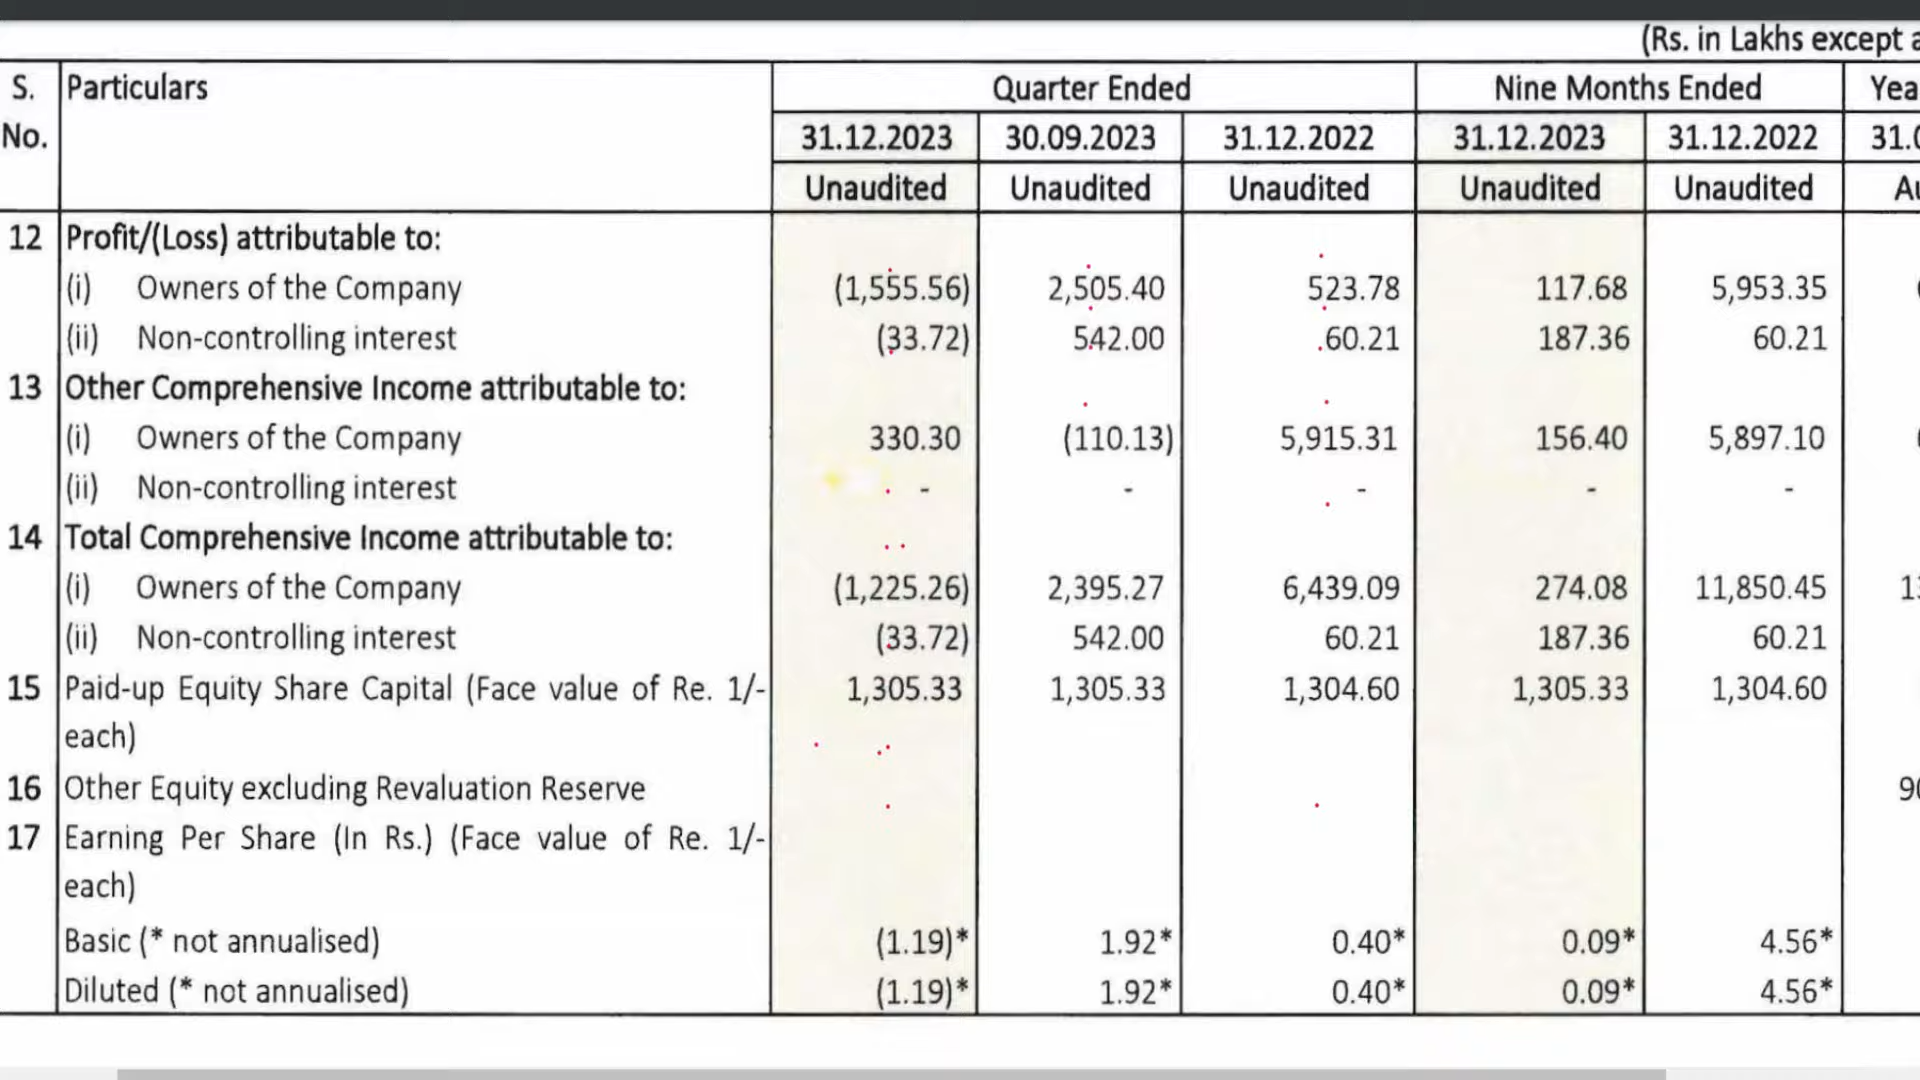 (Rs. in Lakhs except
S. Particulars Quarter Ended Nine Months Ended Yea
No. 31.12.2023 30.09.2023 31.12.2022 31.12.2023 31.12.2022 31.0
Unaudited Unaudited Unaudited Unaudited Unaudited Au
12 Profit/(Loss) attributable to:
(i) Owners of the Company (1,555.56) 2,505.40 523.78 117.68 5,953.35
(ii) Non-controlling interest (33.72) 542.00 60.21 187.36 60.21
13 Other Comprehensive Income attributable to:
(i) Owners of the Company 330.30 (110.13) 5,915.31 156.40 5,897.10
(ii) Non-controlling interest - - - - -
14 Total Comprehensive Income attributable to:
(i) Owners of the Company (1,225.26) 2,395.27 6,439.09 274.08 11,850.45
(ii) Non-controlling interest (33.72) 542.00 60.21 187.36 60.21
15 Paid-up Equity Share Capital (Face value of Re. 1/- 1,305.33 1,305.33 1,304.60 1,305.33 1,304.60
each)
16 Other Equity excluding Revaluation Reserve
17 Earning Per Share (In Rs.) (Face value of Re. 1/-
each)
Basic (* not annualised) (1.19)* 1.92* 0.40* 0.09* 4.56*
Diluted (* not annualised) (1.19)* 1.92* 0.40* 0.09* 4.56*